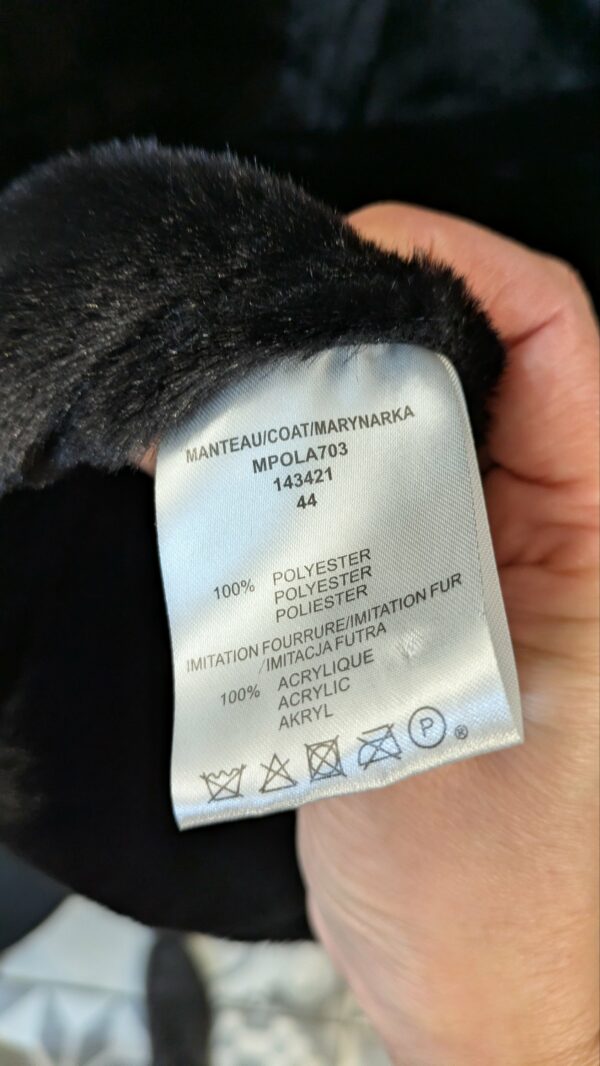 MANTEAU/COAT/MARYNARKA
MPOLA703
143421
44
100% POLYESTER
POLYESTER
POLIESTER
IMITATION FOURRURE/IMITATION FUR
/IMITACJA FUTRA
100% ACRYLIQUE
ACRYLIC
AKRYL
P ®